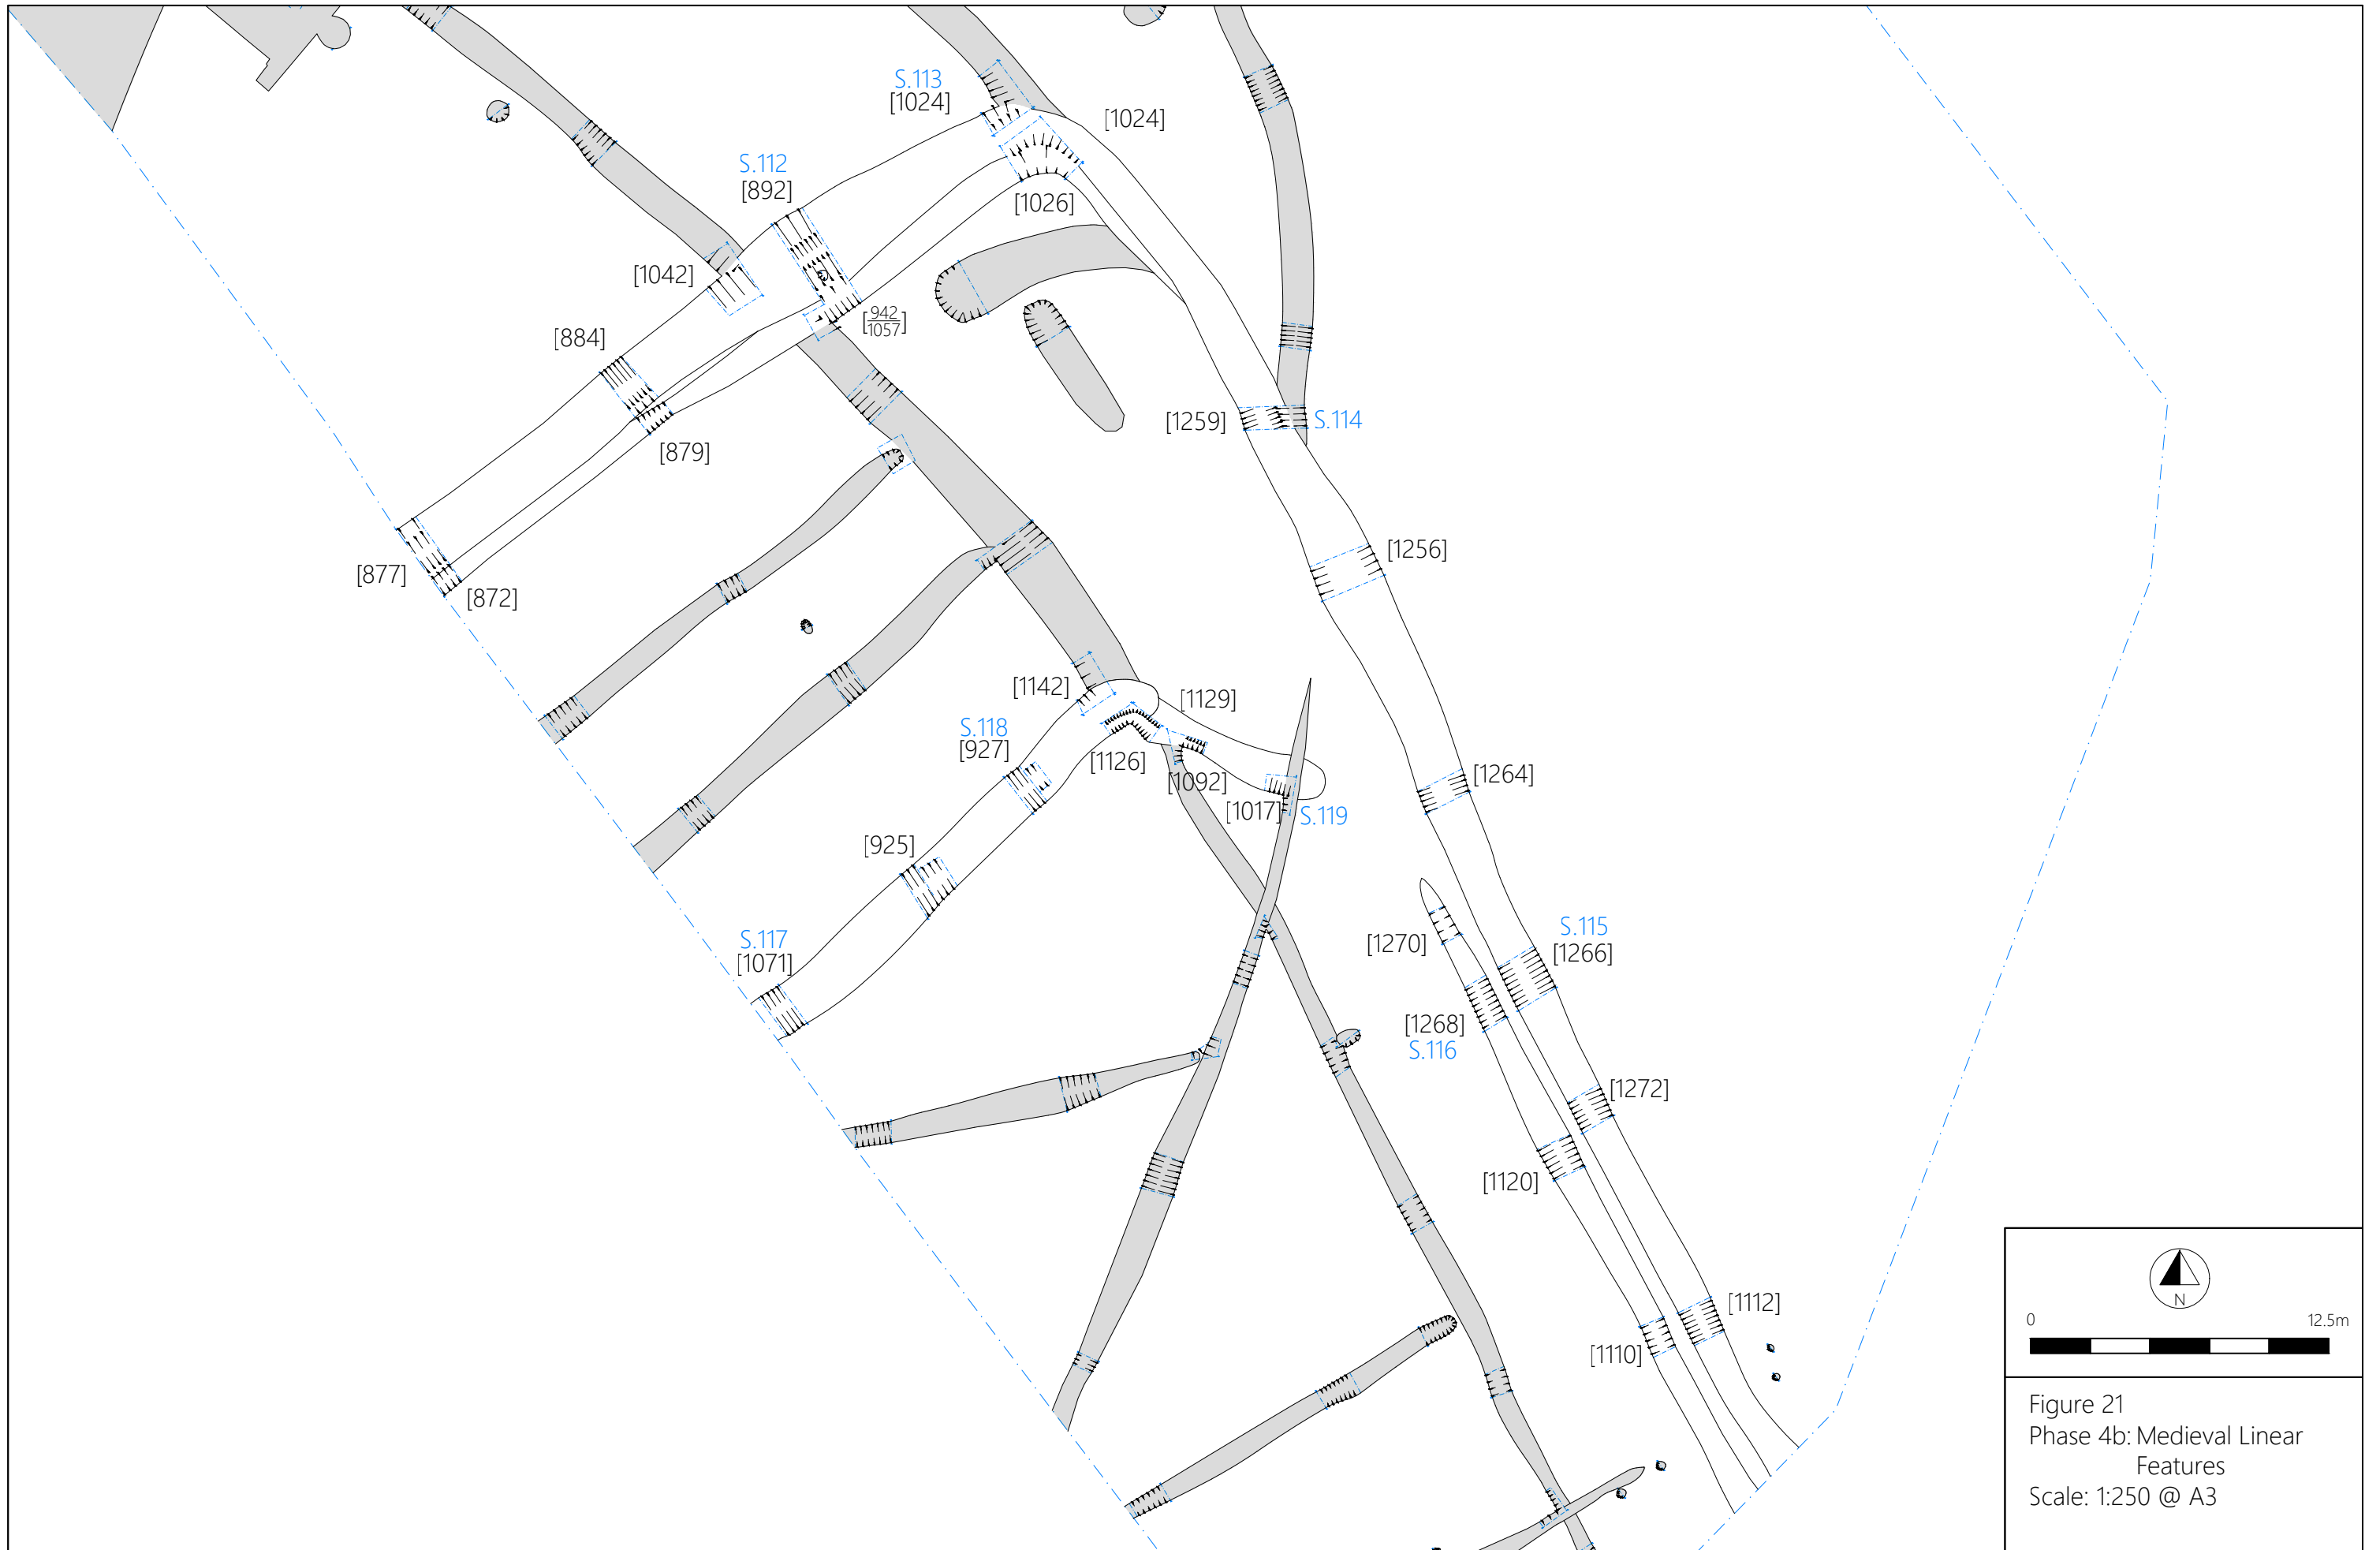 S.113
[1024]
[1024]
S.112
[892]
[1026]
[1042]
[942/1057]
[884]
[1259]
S.114
[879]
[1256]
[877]
[872]
[1142]
[1129]
S.118
[927]
[1126]
[1264]
[1092]
[1017]
S.119
[925]
S.115
[1266]
[1270]
S.117
[1071]
[1268]
S.116
[1272]
[1120]
[1112]
[1110]
N
0
12.5m
Figure 21
Phase 4b: Medieval Linear
Features
Scale: 1:250 @ A3